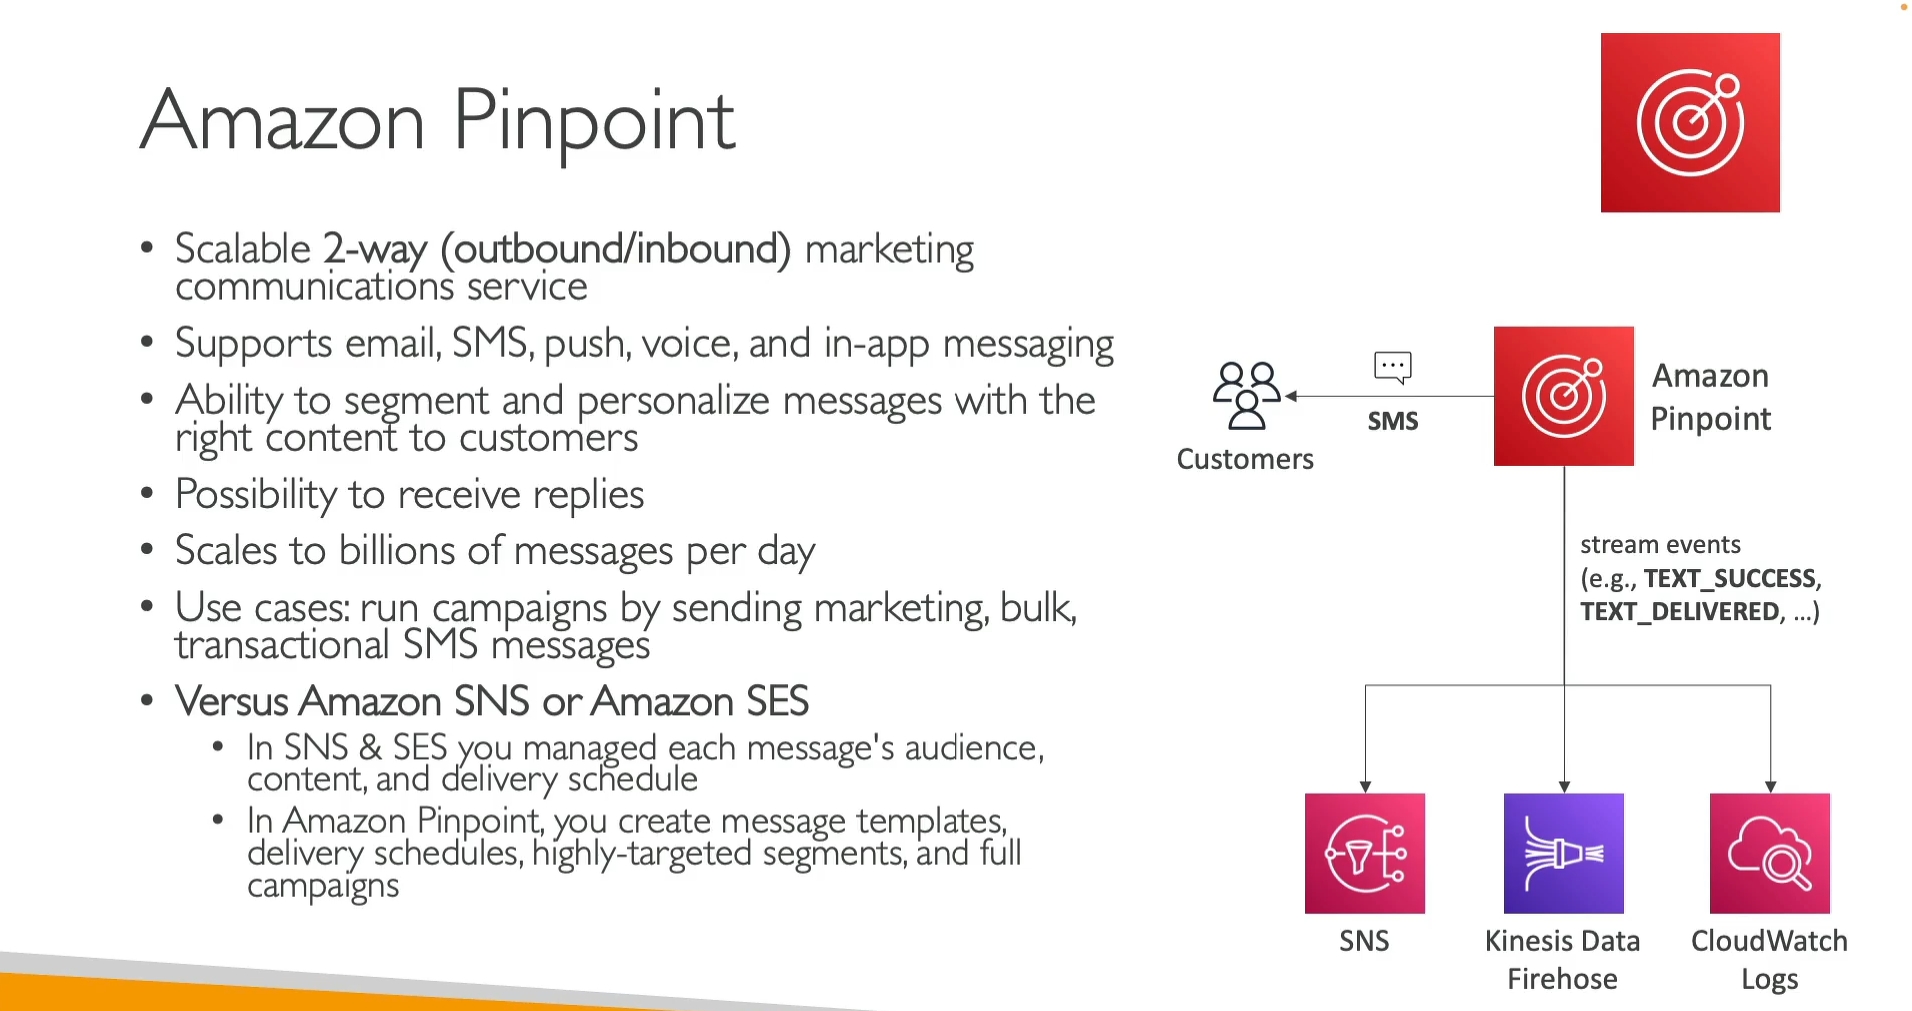 Amazon Pinpoint
• Scalable 2-way (outbound/inbound) marketing
communications service
• Supports email, SMS, push, voice, and in-app messaging
• Ability to segment and personalize messages with the
right content to customers
• Possibility to receive replies
• Scales to billions of messages per day
• Use cases: run campaigns by sending marketing, bulk,
transactional SMS messages
• Versus Amazon SNS or Amazon SES
• In SNS & SES you managed each message's audience,
content, and delivery schedule
• In Amazon Pinpoint, you create message templates,
delivery schedules, highly-targeted segments, and full
campaigns
Customers
SMS
Amazon
Pinpoint
stream events
(e.g., TEXT_SUCCESS,
TEXT_DELIVERED, ...)
SNS
Kinesis Data
Firehose
CloudWatch
Logs